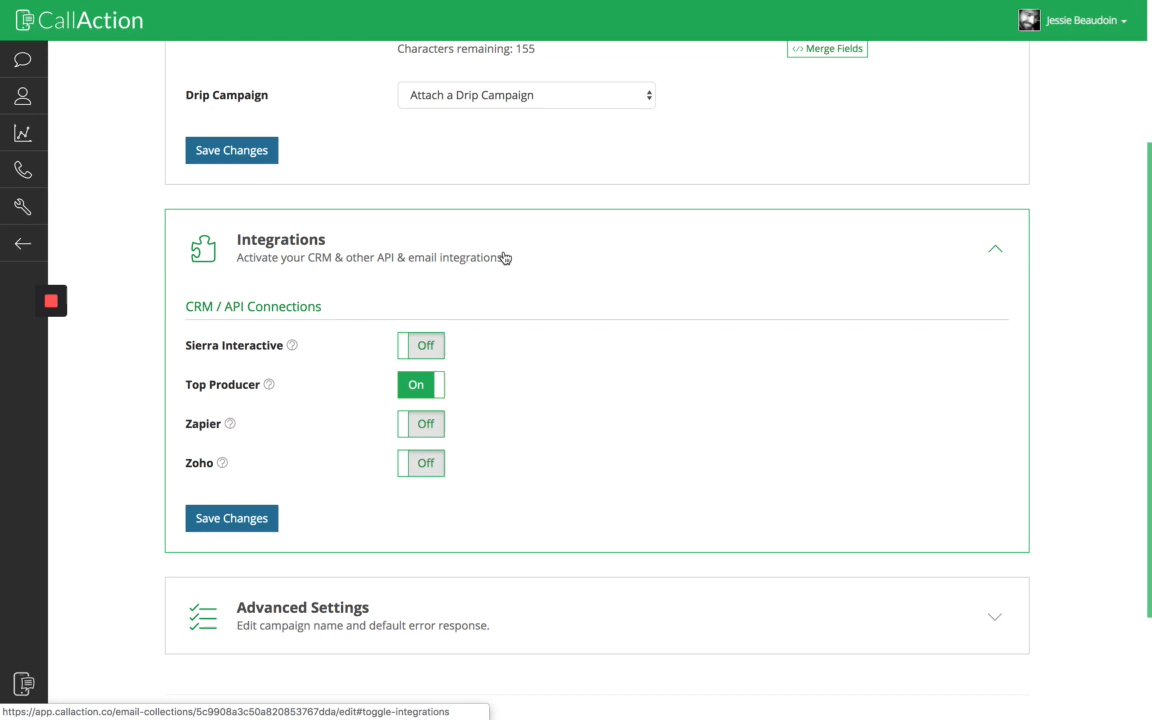 CallAction
Jessie Beaudoin
Characters remaining: 155
</> Merge Fields
Drip Campaign
Attach a Drip Campaign
Save Changes
Integrations
Activate your CRM & other API & email integrations.
CRM / API Connections
Sierra Interactive ?
Off
Top Producer ?
On
Zapier ?
Off
Zoho ?
Off
Save Changes
Advanced Settings
Edit campaign name and default error response.
https://app.callaction.co/email-collections/5c9908a3c50a820853767dda/edit#toggle-integrations